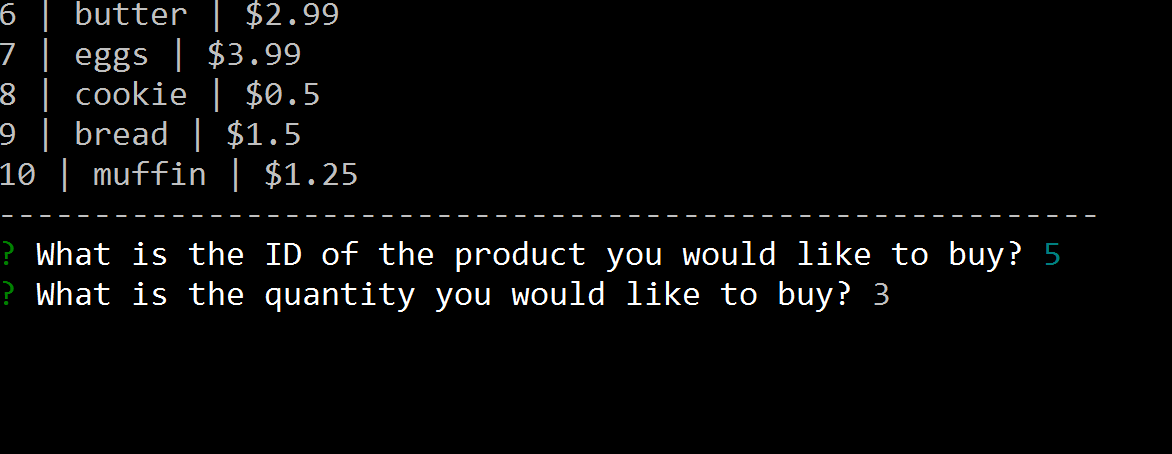 6 | butter | $2.99
7 | eggs | $3.99
8 | cookie | $0.5
9 | bread | $1.5
10 | muffin | $1.25
----------------------------------------------------------
? What is the ID of the product you would like to buy? 5
? What is the quantity you would like to buy? 3